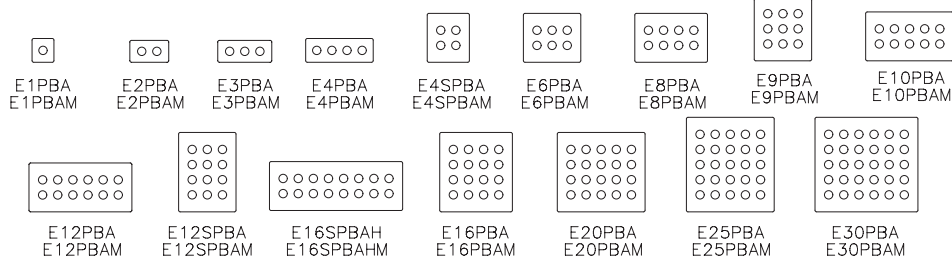 E1PBA
E1PBAM
E2PBA
E2PBAM
E3PBA
E3PBAM
E4PBA
E4PBAM
E4SPBA
E4SPBAM
E6PBA
E6PBAM
E8PBA
E8PBAM
E9PBA
E9PBAM
E10PBA
E10PBAM
E12PBA
E12PBAM
E12SPBA
E12SPBAM
E16SPBAH
E16SPBAHM
E16PBA
E16PBAM
E20PBA
E20PBAM
E25PBA
E25PBAM
E30PBA
E30PBAM